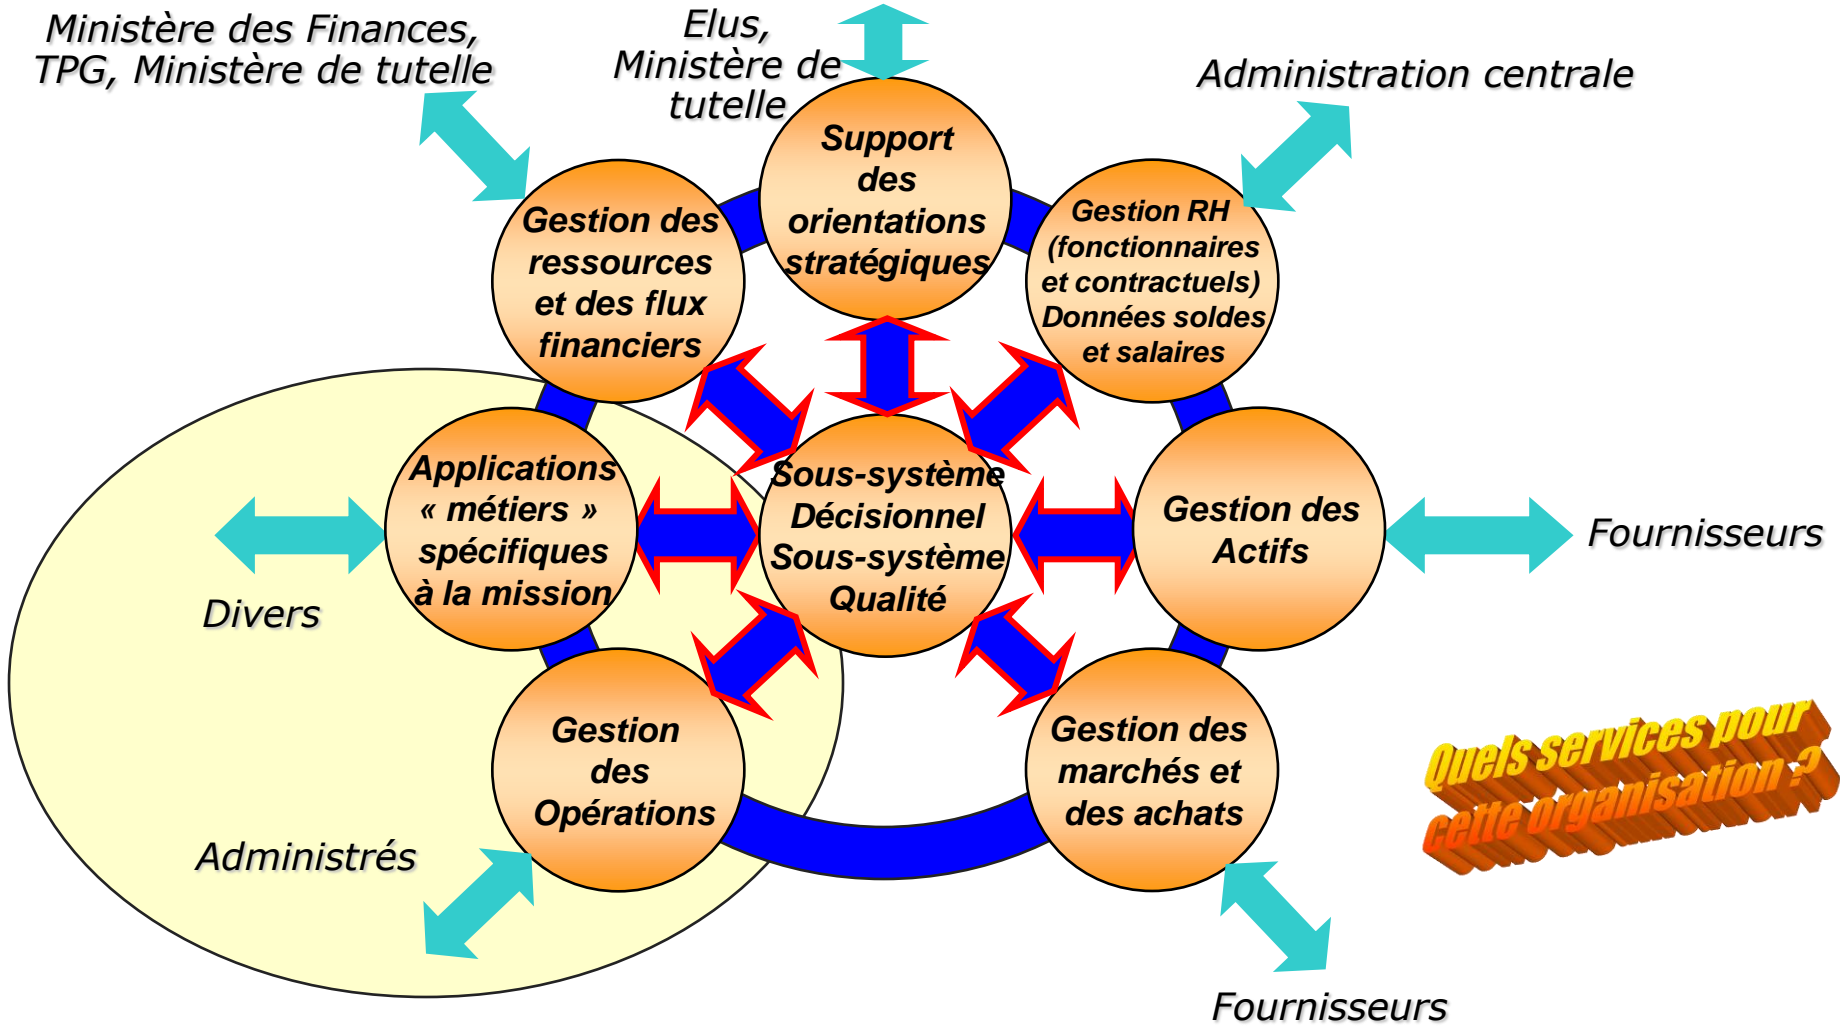 Ministère des Finances,
TPG, Ministère de tutelle
Elus,
Ministère de
tutelle
Administration centrale
Support
des
orientations
stratégiques
Gestion des
ressources
et des flux
financiers
Gestion RH
(fonctionnaires
et contractuels)
Données soldes
et salaires
Applications
« métiers »
spécifiques
à la mission
Sous-système
Décisionnel
Sous-système
Qualité
Gestion des
Actifs
Fournisseurs
Divers
Gestion
des
Opérations
Gestion des
marchés et
des achats
Quels services pour
cette organisation ?
Administrés
Fournisseurs